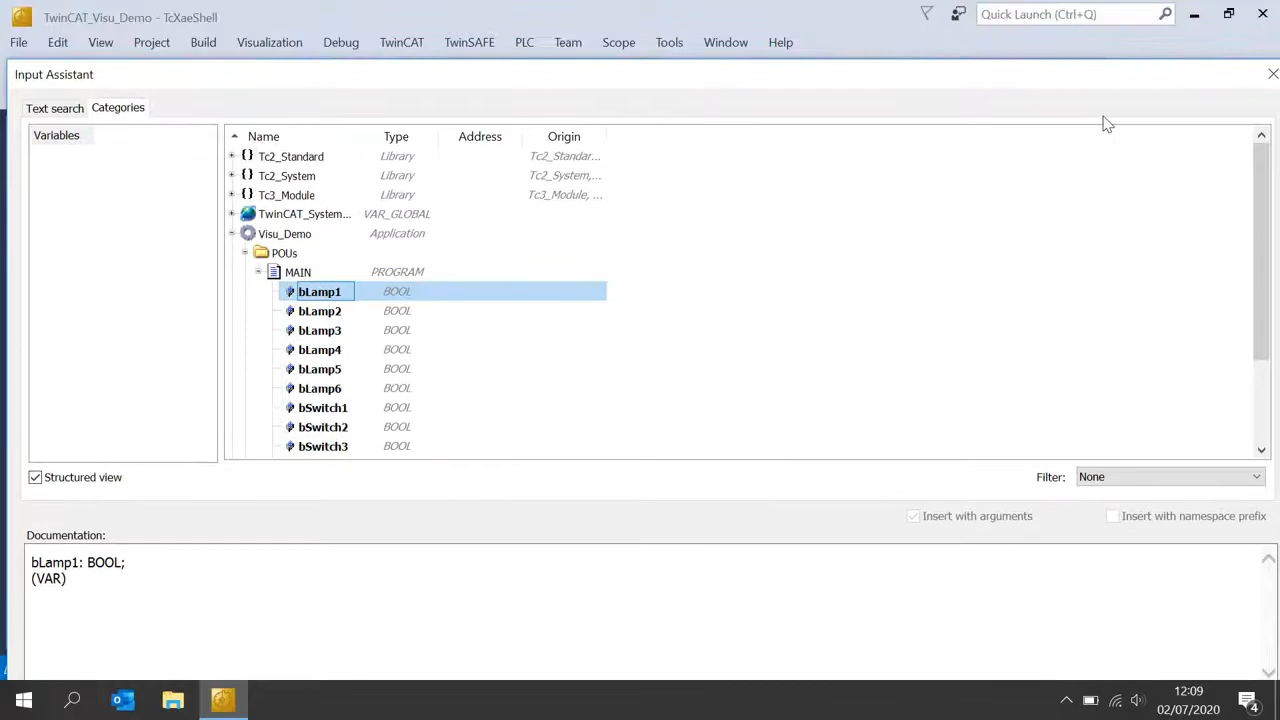 TwinCAT_Visu_Demo - TcXaeShell
Quick Launch (Ctrl+Q)
File Edit View Project Build Visualization Debug TwinCAT TwinSAFE PLC Team Scope Tools Window Help
Input Assistant
Text search Categories
Variables
Name Type Address Origin
Tc2_Standard Library Tc2_Standar...
Tc2_System Library Tc2_System,...
Tc3_Module Library Tc3_Module, ...
TwinCAT_System... VAR_GLOBAL
Visu_Demo Application
POUs
MAIN PROGRAM
bLamp1 BOOL
bLamp2 BOOL
bLamp3 BOOL
bLamp4 BOOL
bLamp5 BOOL
bLamp6 BOOL
bSwitch1 BOOL
bSwitch2 BOOL
bSwitch3 BOOL
Structured view
Filter: None
Insert with arguments Insert with namespace prefix
Documentation:
bLamp1: BOOL;
(VAR)
12:09
02/07/2020
4